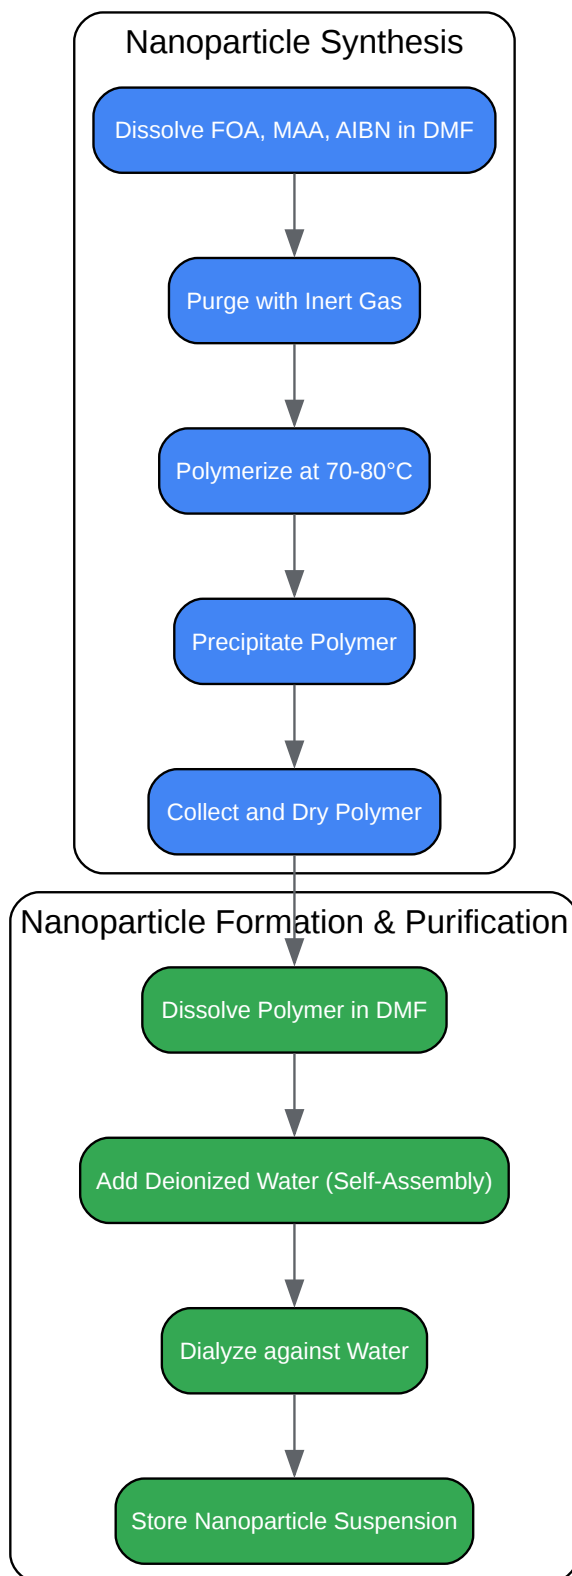 Nanoparticle Synthesis
Dissolve FOA, MAA, AIBN in DMF
Purge with Inert Gas
Polymerize at 70-80°C
Precipitate Polymer
Collect and Dry Polymer
Nanoparticle Formation & Purification
Dissolve Polymer in DMF
Add Deionized Water (Self-Assembly)
Dialyze against Water
Store Nanoparticle Suspension